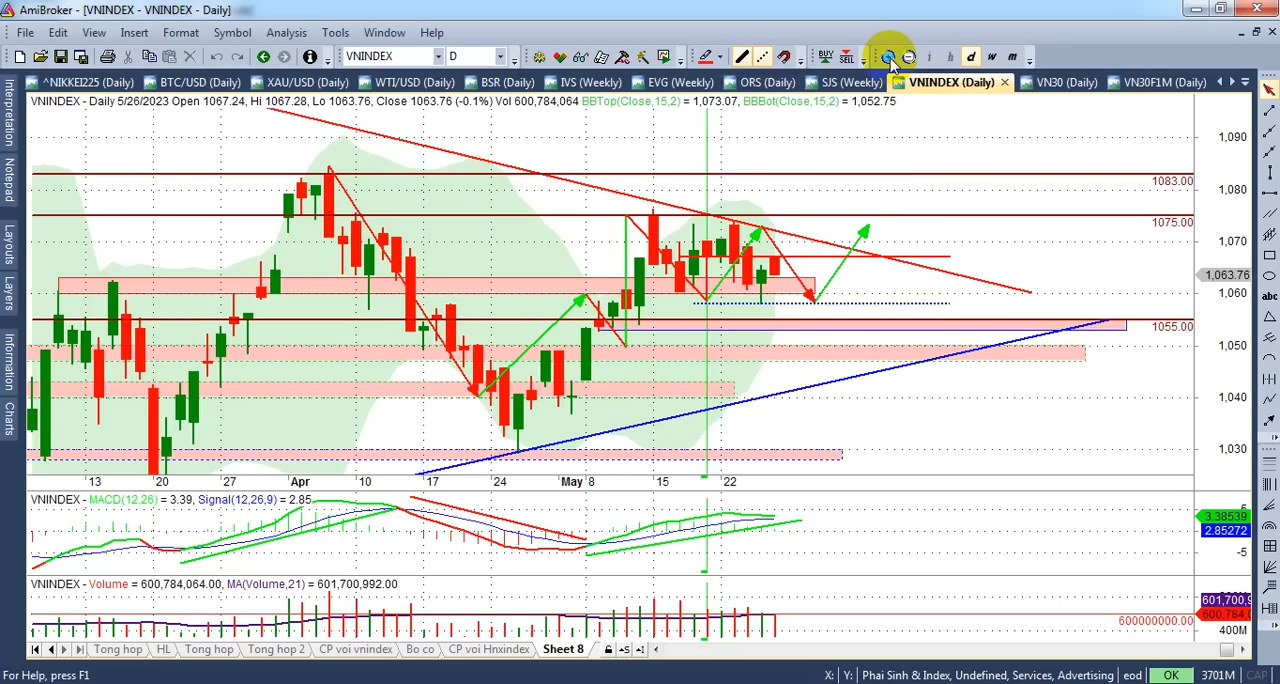 AmiBroker - [VNINDEX - VNINDEX - Daily]
File Edit View Insert Format Symbol Analysis Tools Window Help
VNINDEX D BUY SELL i h d w m
^NIKKEI225 (Daily) BTC/USD (Daily) XAU/USD (Daily) WTI/USD (Daily) BSR (Daily) IVS (Weekly) EVG (Weekly) ORS (Daily) SJS (Weekly) VNINDEX (Daily) VN30 (Daily) VN30F1M (Daily)
VNINDEX - Daily 5/26/2023 Open 1067.24, Hi 1067.28, Lo 1063.76, Close 1063.76 (-0.1%) Vol 600,784,064 BBTop(Close,15,2) = 1,073.07, BBBot(Close,15,2) = 1,052.75
Interpretation
Notepad
Layouts
Layers
Information
Charts
abc
1,090
1083.00
1,080
1075.00
1,070
1,063.76
1,060
1055.00
1,050
1,040
1,030
13 20 27 Apr 10 17 24 May 8 15 22
VNINDEX - MACD(12,26) = 3.39, Signal(12,26,9) = 2.85
3.38539
2.85272
-5
VNINDEX - Volume = 600,784,064.00, MA(Volume,21) = 601,700,992.00
601,700,9
600,784,
600000000.00
400M
Tong hop HL Tong hop Tong hop 2 CP voi vnindex Bo co CP voi Hnxindex Sheet 8
For Help, press F1 X: Y: Phai Sinh & Index, Undefined, Services, Advertising eod OK 3701M CAP